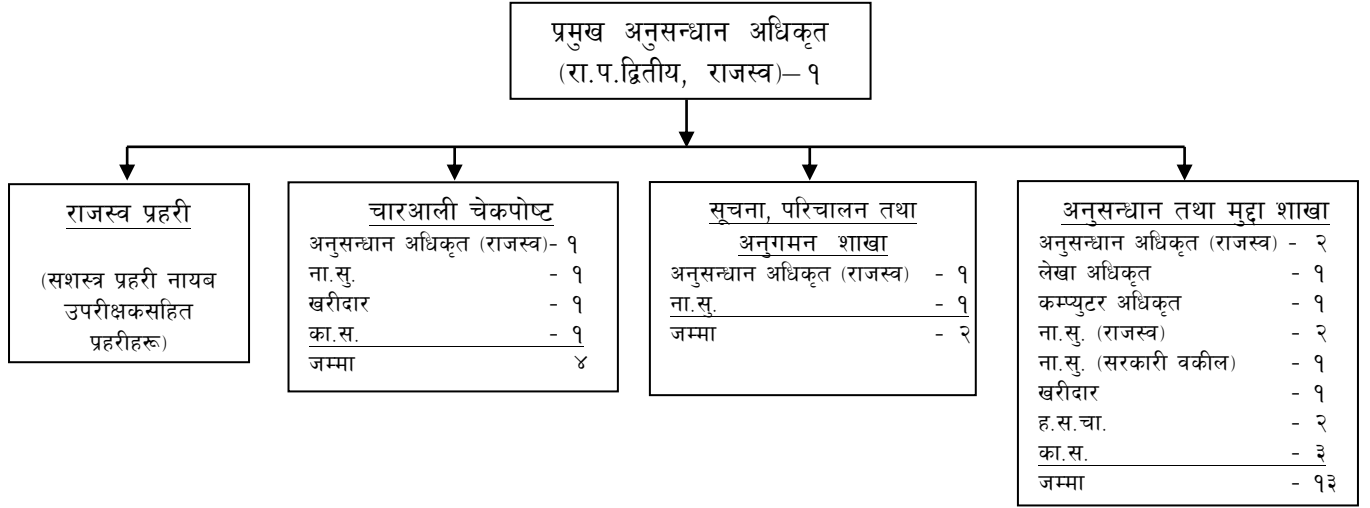 प्रमुख अनुसन्धान अधिकृत
(रा.प.द्वितीय, राजस्व)– १
राजस्व प्रहरी
(सशस्त्र प्रहरी नायब
उपरीक्षकसहित
प्रहरीहरू)
चारआली चेकपोष्ट
अनुसन्धान अधिकृत (राजस्व)- १
ना.सु. - १
खरीदार - १
का.स. - १
जम्मा ४
सूचना, परिचालन तथा
अनुगमन शाखा
अनुसन्धान अधिकृत (राजस्व) - १
ना.सु. - १
जम्मा - २
अनुसन्धान तथा मुद्दा शाखा
अनुसन्धान अधिकृत (राजस्व) - २
लेखा अधिकृत - १
कम्प्युटर अधिकृत - १
ना.सु. (राजस्व) - २
ना.सु. (सरकारी वकील) - १
खरीदार - १
ह.स.चा. - २
का.स. - ३
जम्मा - १३